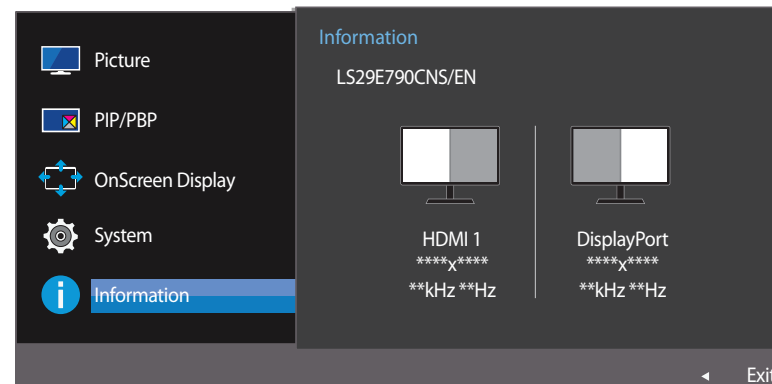 Picture
PIP/PBP
OnScreen Display
System
Information
Information
LS29E790CNS/EN
HDMI 1
****x****
**kHz **Hz
DisplayPort
****x****
**kHz **Hz
Exit